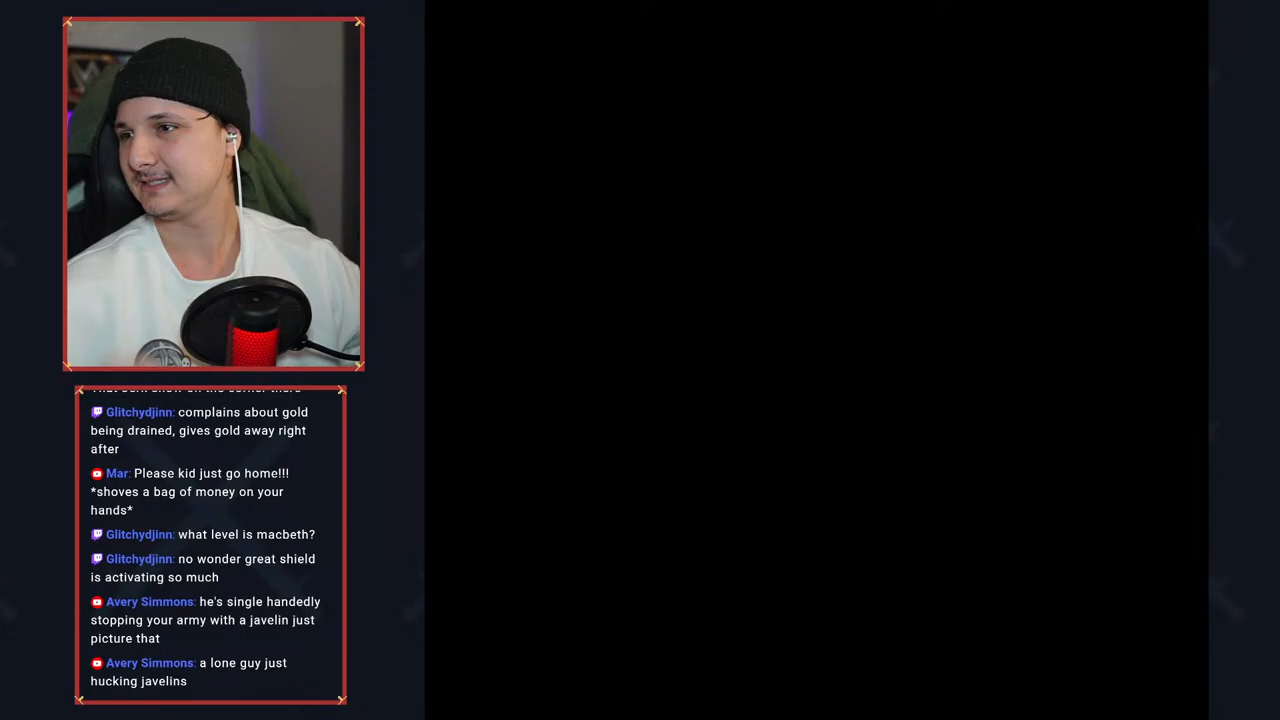 Glitchydjinn: complains about gold
being drained, gives gold away right
after
Mar: Please kid just go home!!!
*shoves a bag of money on your
hands*
Glitchydjinn: what level is macbeth?
Glitchydjinn: no wonder great shield
is activating so much
Avery Simmons: he's single handedly
stopping your army with a javelin just
picture that
Avery Simmons: a lone guy just
hucking javelins